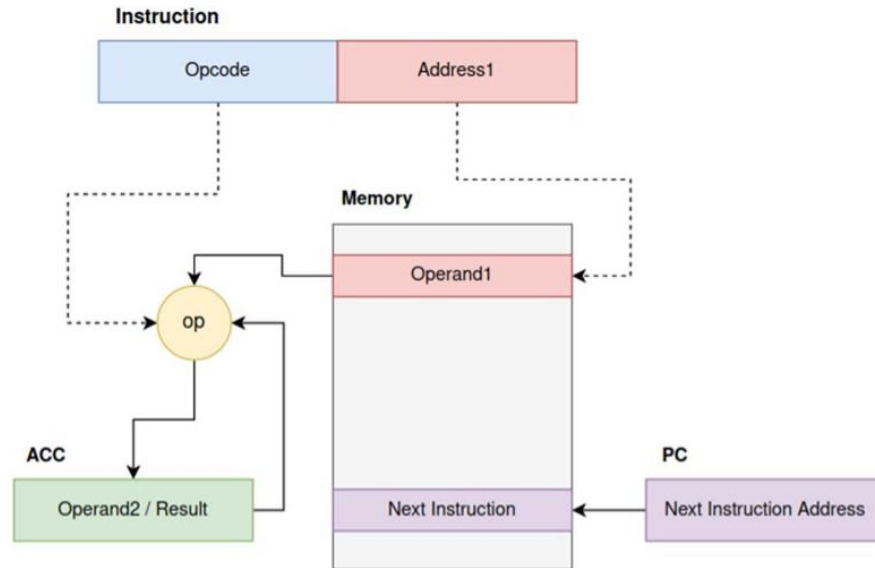 Instruction
Opcode
Address1
Memory
Operand1
op
ACC
PC
Operand2 / Result
Next Instruction
Next Instruction Address